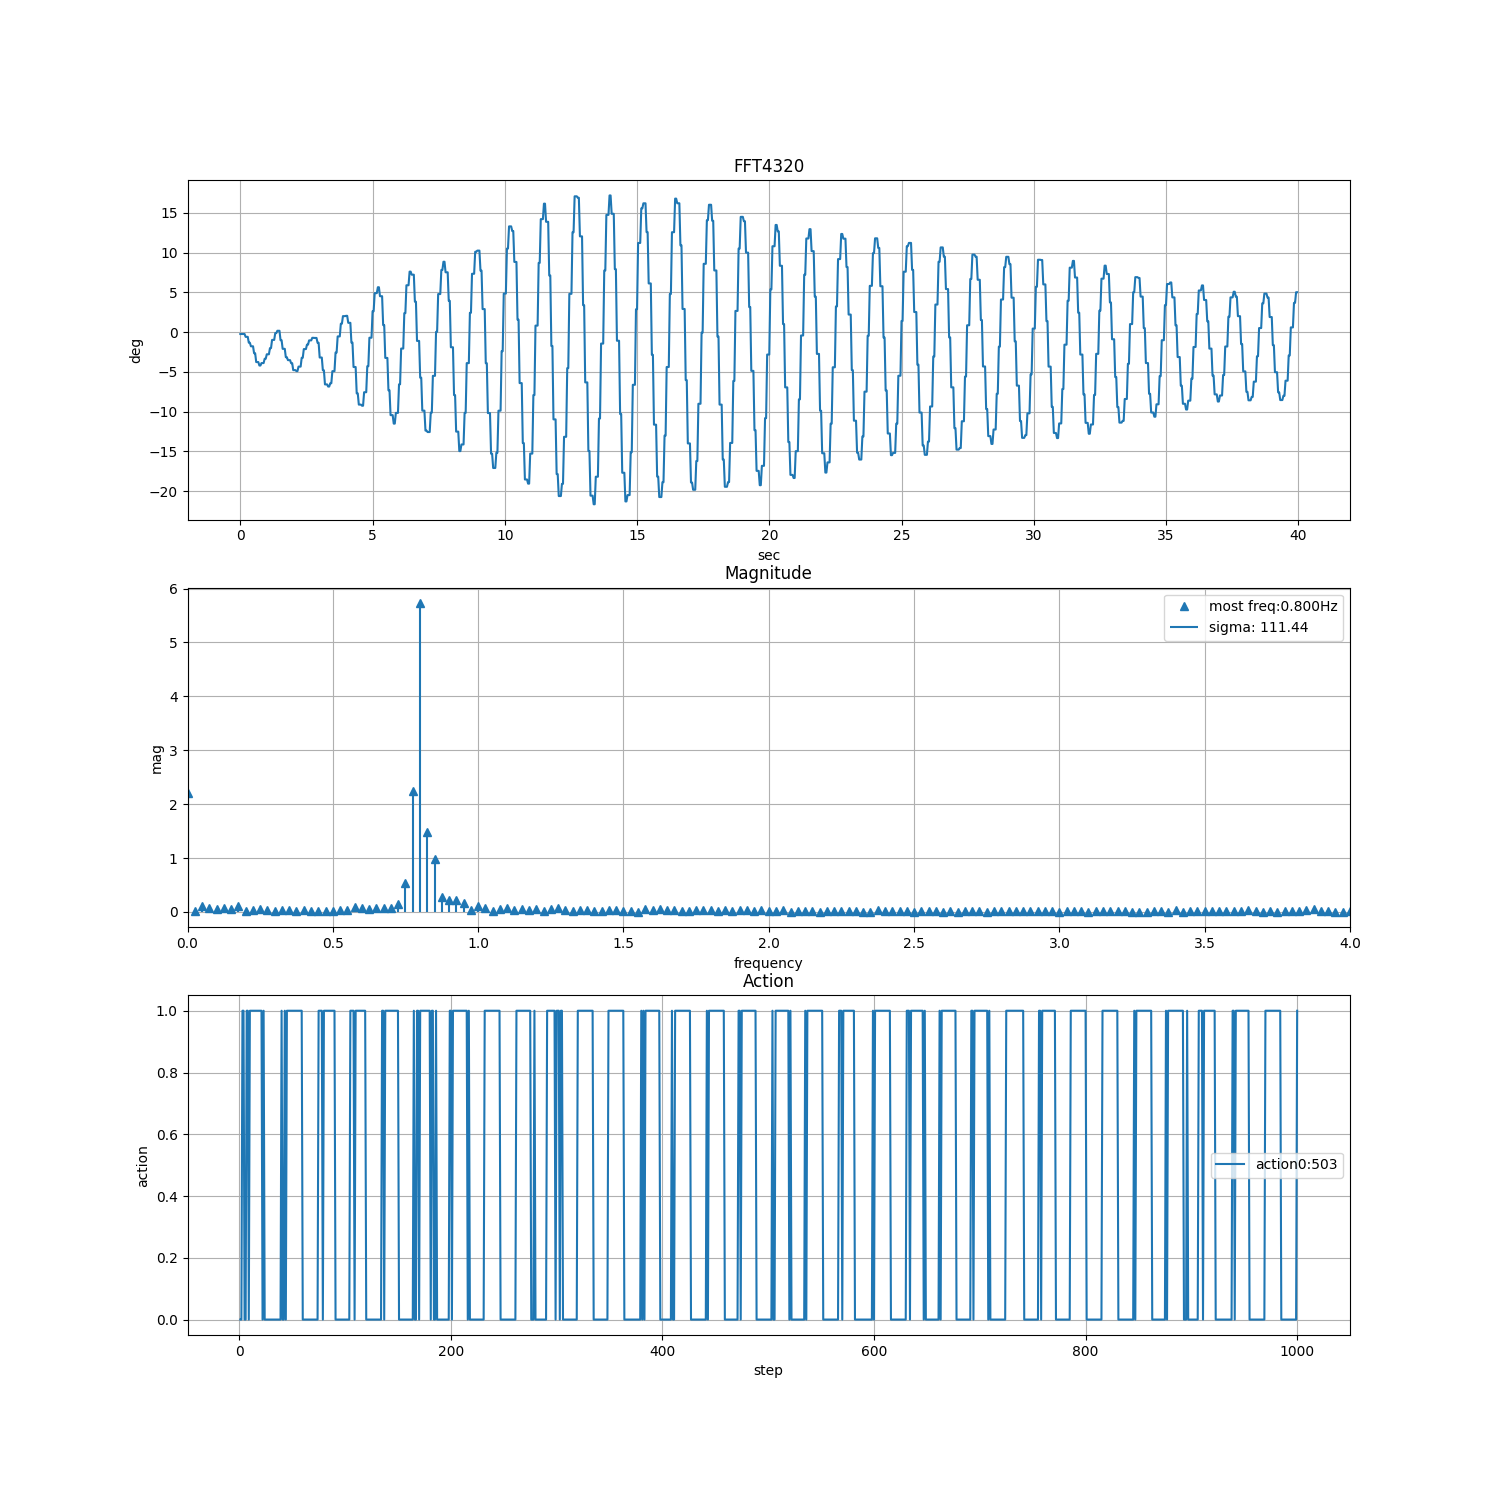 FFT4320
15
10
5
0
−5
−10
−15
−20
deg
0 5 10 15 20 25 30 35 40
sec
Magnitude
6
5
4
3
2
1
0
mag
most freq:0.800Hz
sigma: 111.44
0.0 0.5 1.0 1.5 2.0 2.5 3.0 3.5 4.0
frequency
Action
1.0
0.8
0.6
0.4
0.2
0.0
action
action0:503
0 200 400 600 800 1000
step